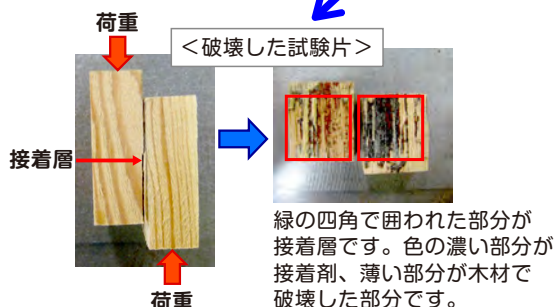 荷重
＜破壊した試験片＞
接着層
荷重
緑の四角で囲われた部分が
接着層です。色の濃い部分が
接着剤、薄い部分が木材で
破壊した部分です。